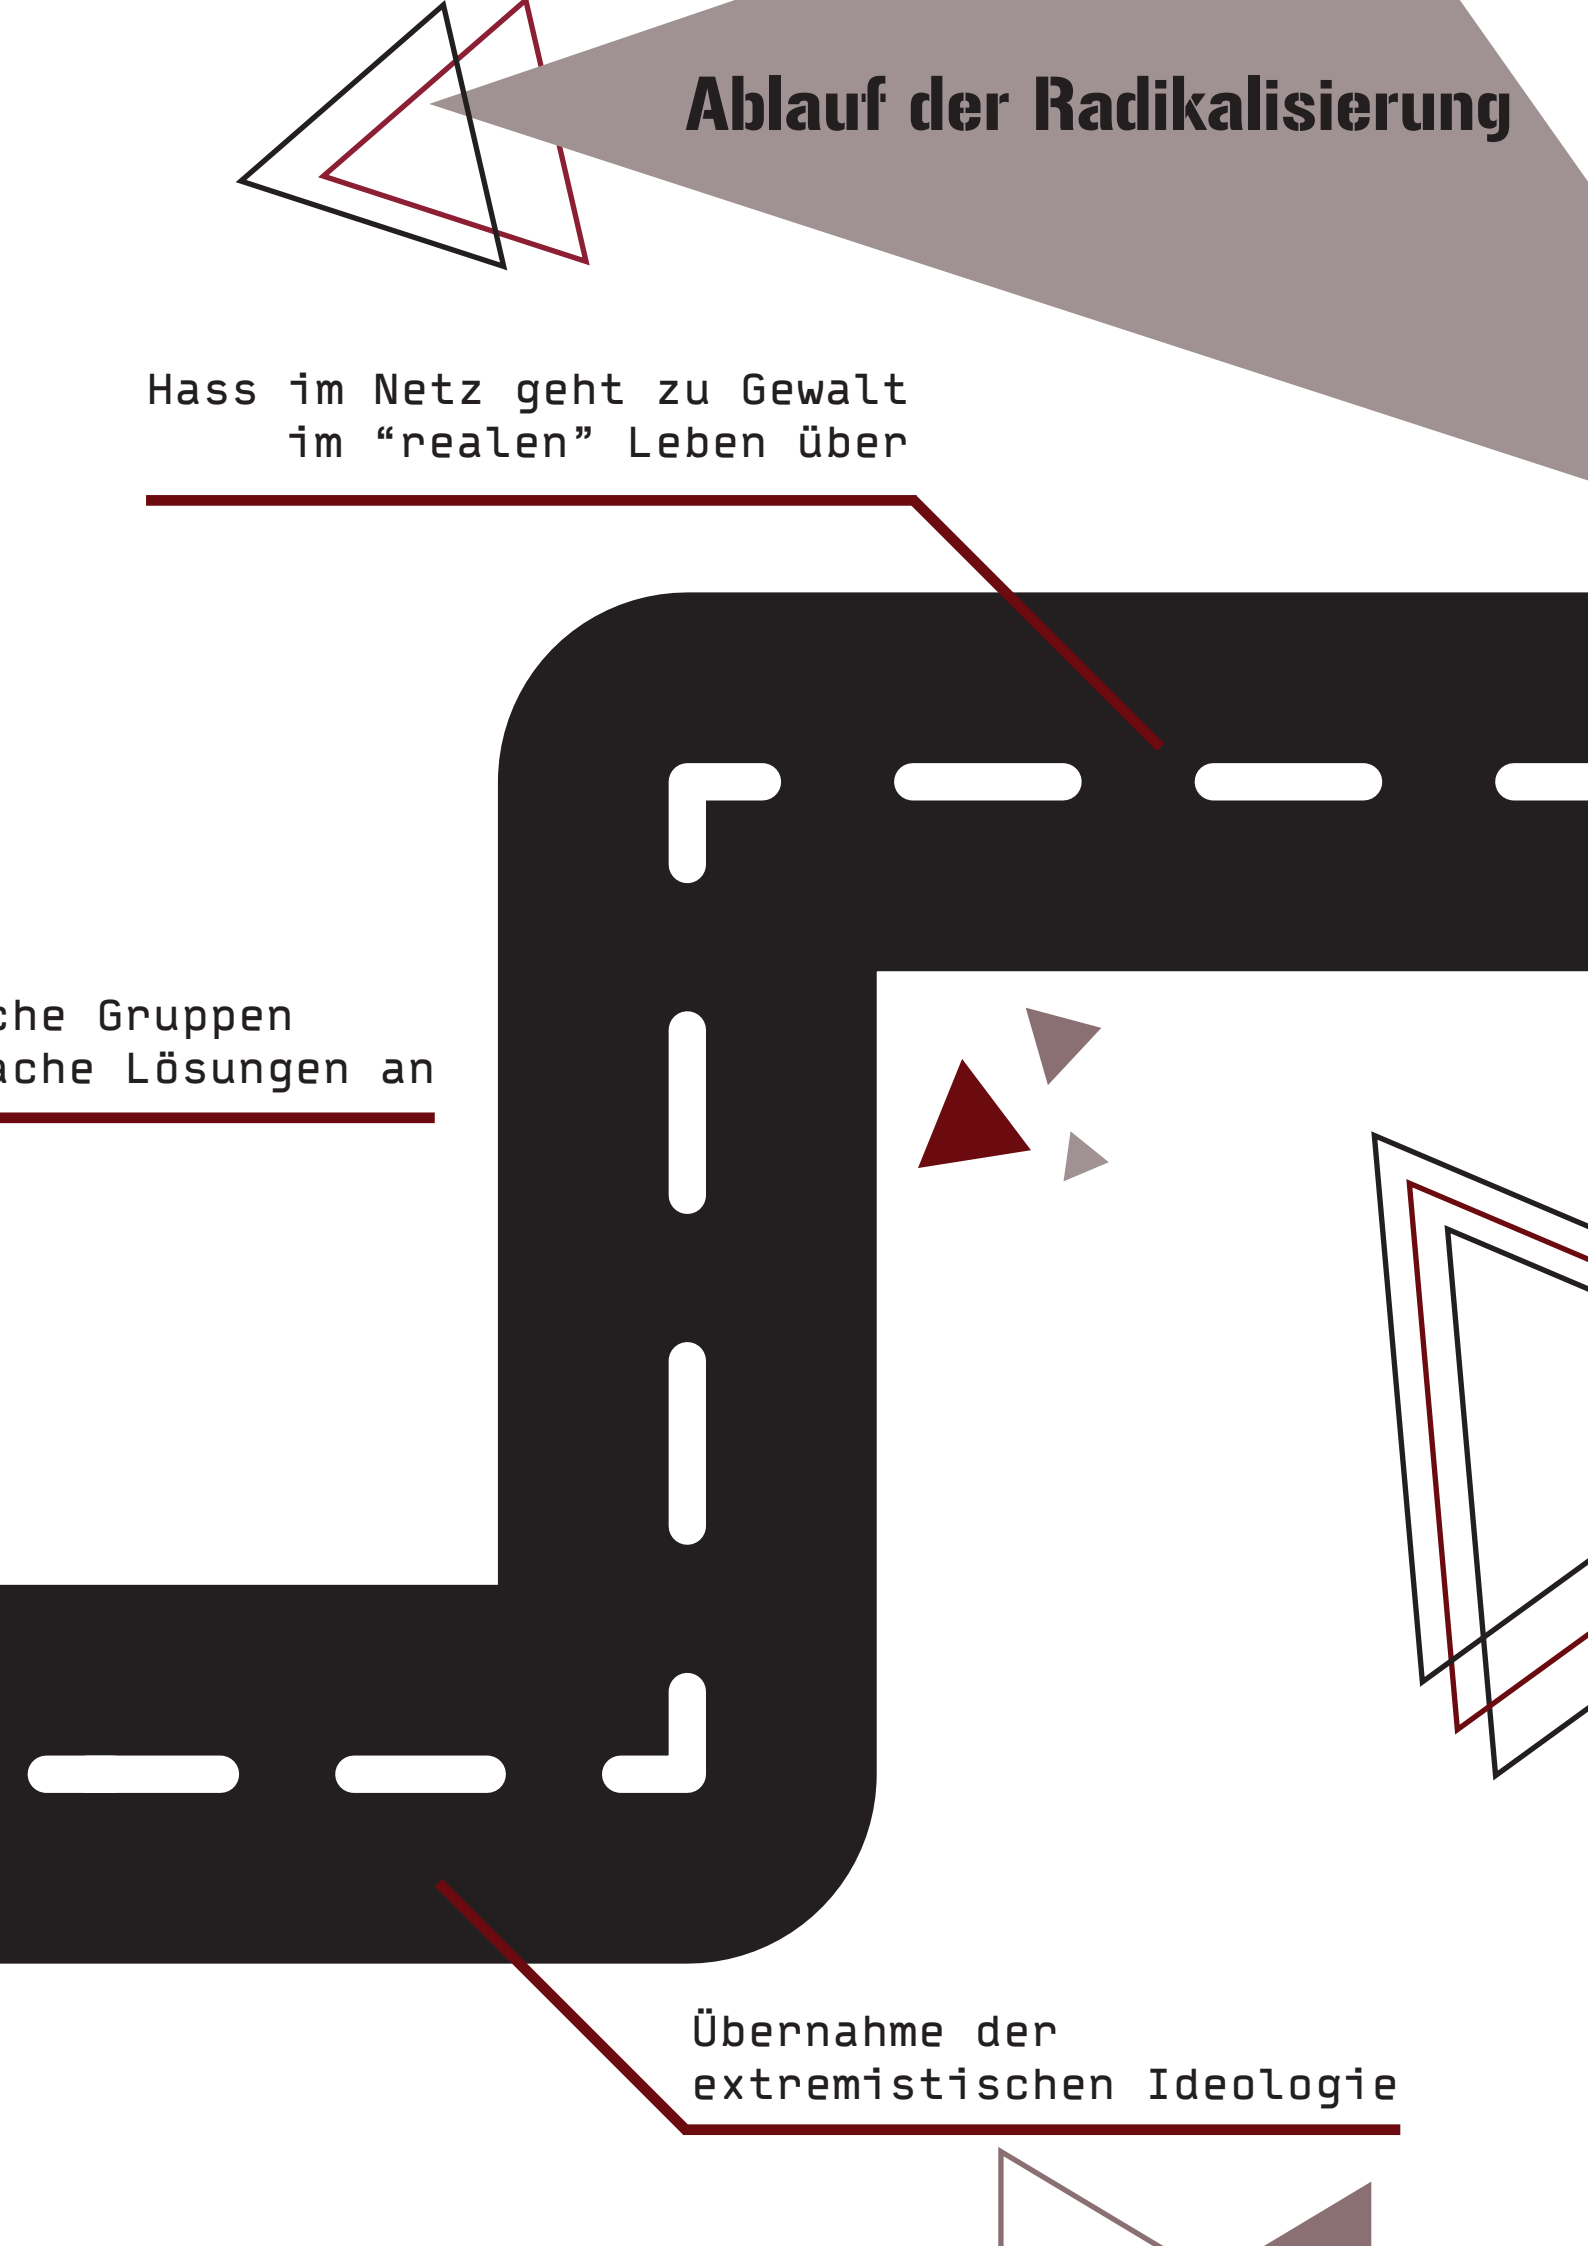 Ablauf der Radikalisierung
Hass im Netz geht zu Gewalt
im “realen” Leben über
Gruppen
Lösungen an
Übernahme der
extremistischen Ideologie